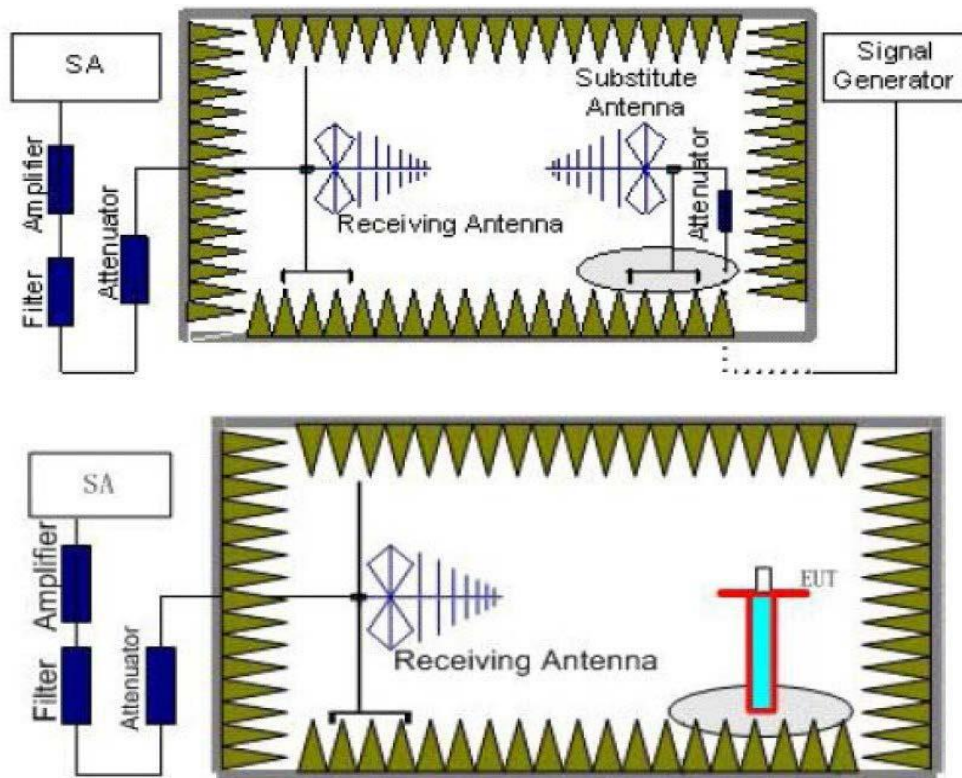 SA
Signal
Generator
Substitute
Antenna
Amplifier
Filter
Attenuator
Attenuator
Receiving Antenna
SA
Amplifier
Filter
Attenuator
Receiving Antenna
EUT